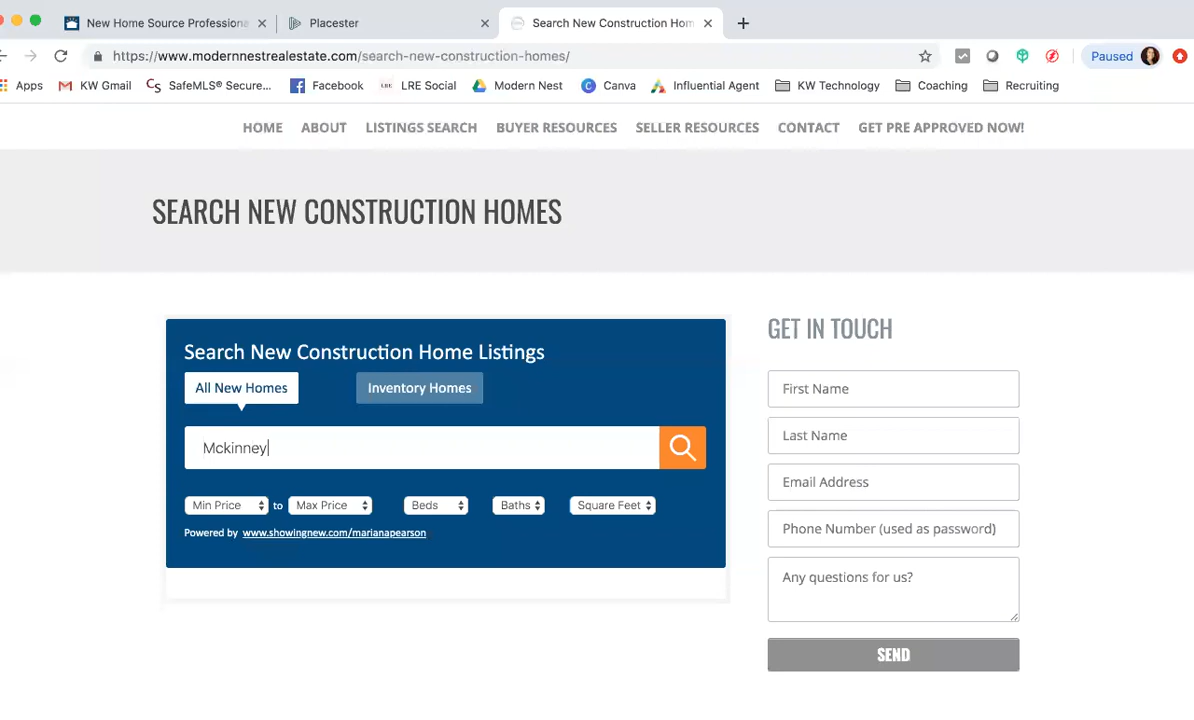 New Home Source Professiona
Placester
Search New Construction Hom
https://www.modernnestrealestate.com/search-new-construction-homes/
Paused
Apps
KW Gmail
SafeMLS® Secure...
Facebook
LRE Social
Modern Nest
Canva
Influential Agent
KW Technology
Coaching
Recruiting
HOME
ABOUT
LISTINGS SEARCH
BUYER RESOURCES
SELLER RESOURCES
CONTACT
GET PRE APPROVED NOW!
SEARCH NEW CONSTRUCTION HOMES
Search New Construction Home Listings
All New Homes
Inventory Homes
Mckinney
Min Price to Max Price Beds Baths Square Feet
Powered by www.showingnew.com/marianapearson
GET IN TOUCH
First Name
Last Name
Email Address
Phone Number (used as password)
Any questions for us?
SEND